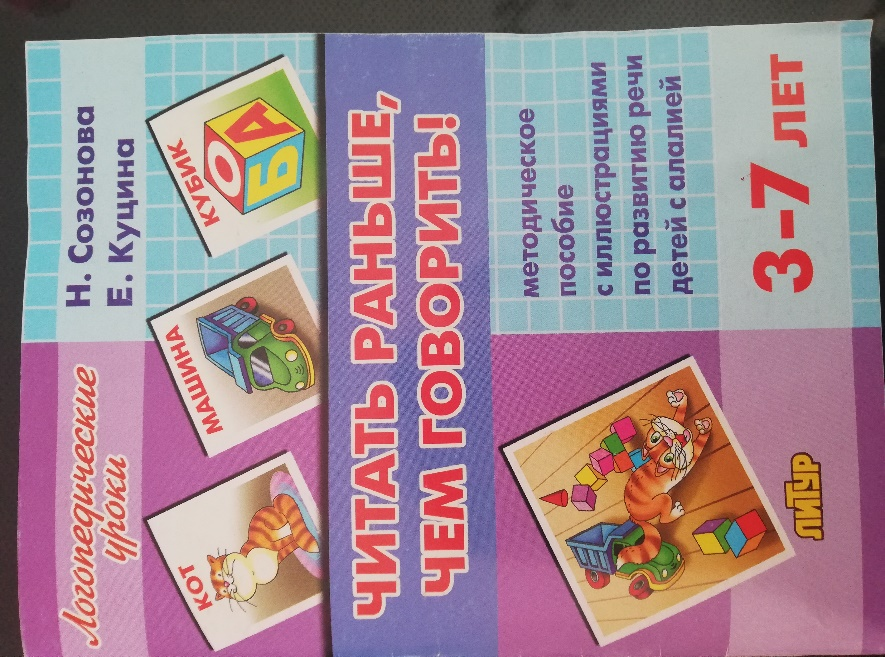 Логопедические
уроки
Н. Созонова
Е. Куцина
КОТ
МАШИНА
КУБИК
О
Б
А
ЧИТАТЬ РАНЬШЕ,
ЧЕМ ГОВОРИТЬ!
методическое
пособие
с иллюстрациями
по развитию речи
детей с алалией
3-7 ЛЕТ
ЛИТУР